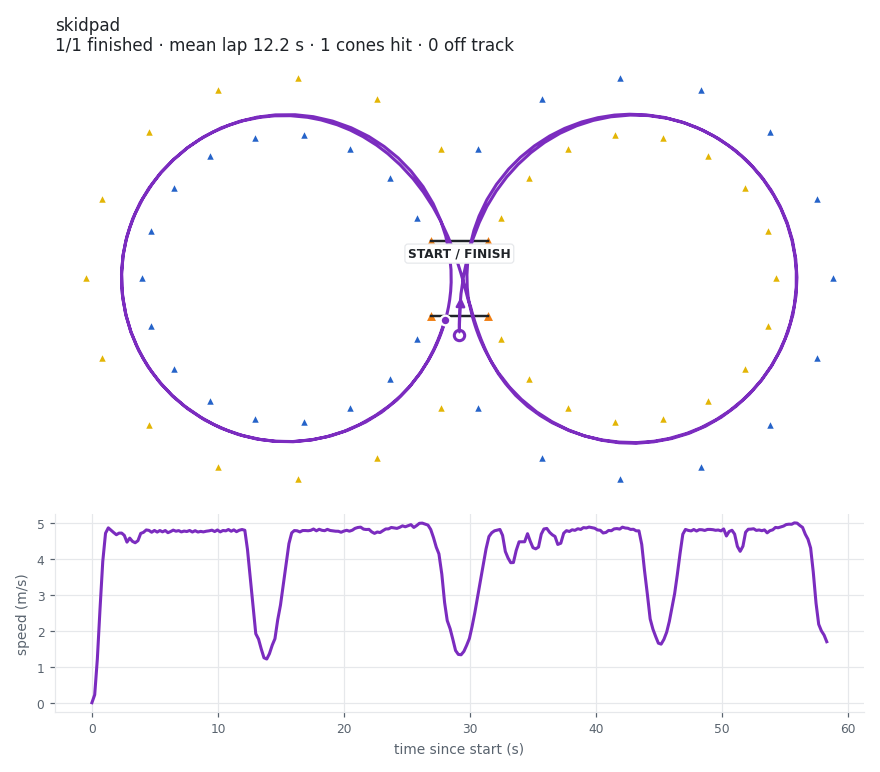 skidpad
1/1 finished · mean lap 12.2 s · 1 cones hit · 0 off track
START / FINISH
5
4
3
2
1
0
speed (m/s)
0 10 20 30 40 50 60
time since start (s)